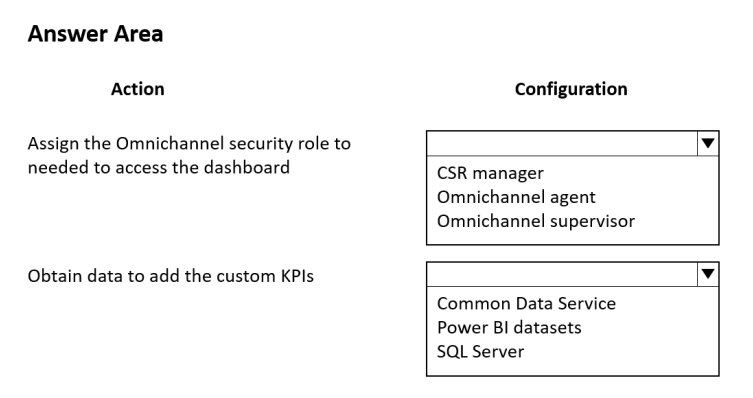 Answer Area
Action
Configuration
Assign the Omnichannel security role to
needed to access the dashboard
CSR manager
Omnichannel agent
Omnichannel supervisor
Obtain data to add the custom KPIs
Common Data Service
Power BI datasets
SQL Server